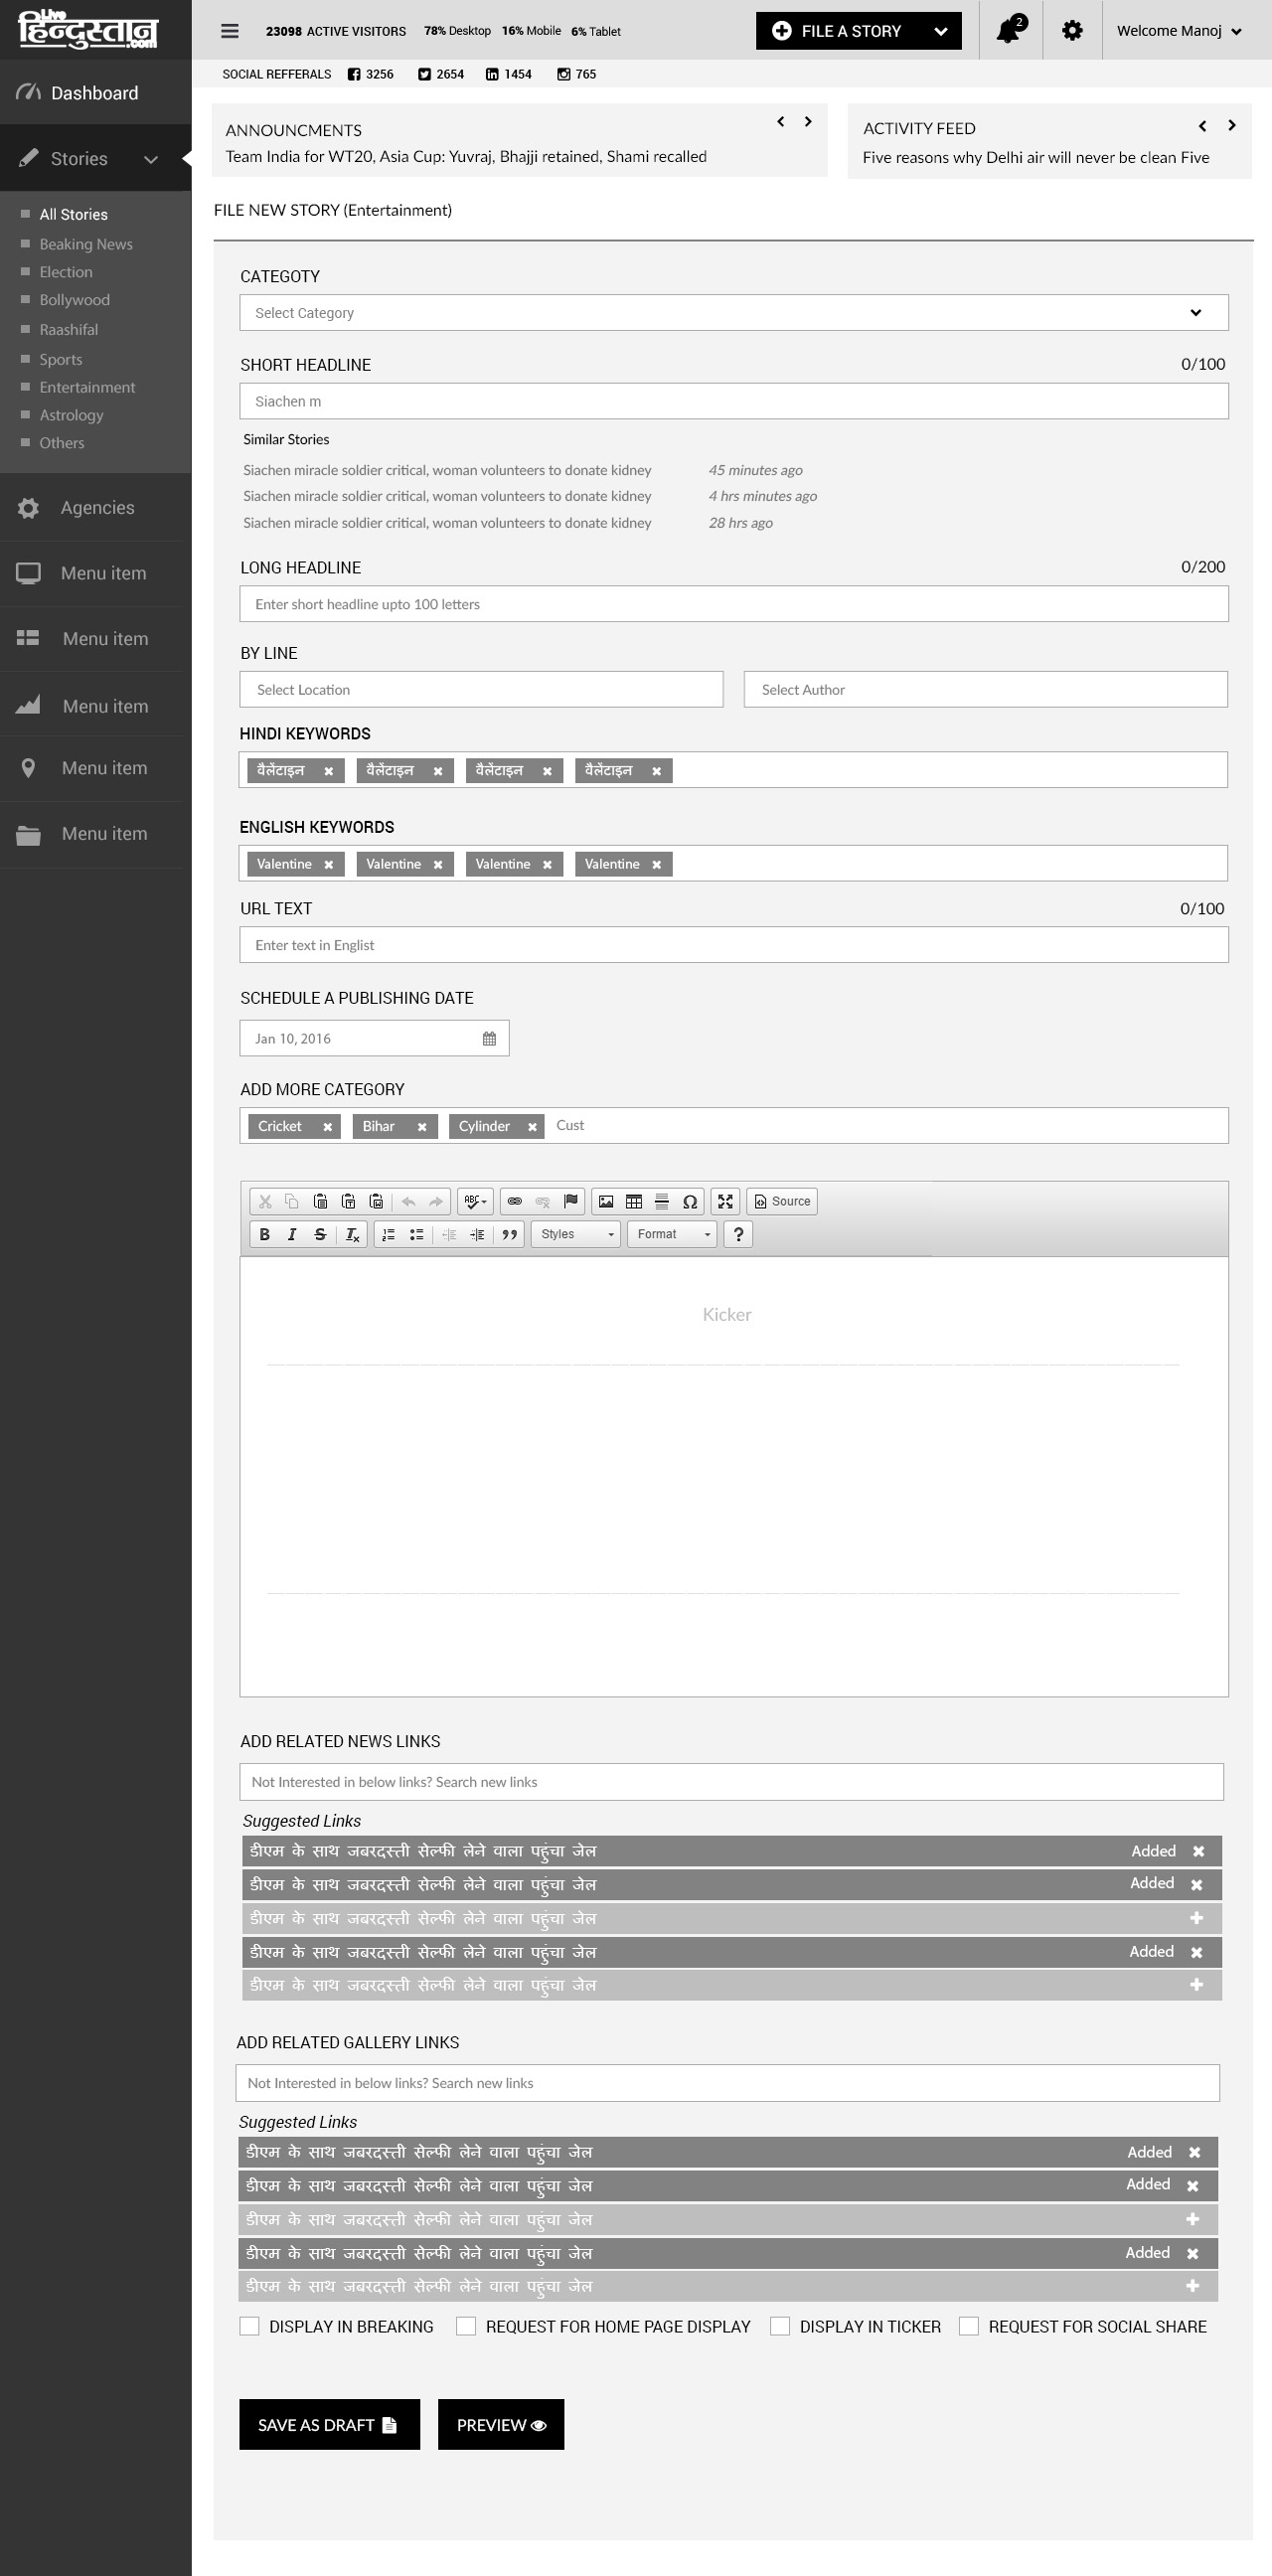 live
हिन्दुस्तान
.com
23098 ACTIVE VISITORS 78% Desktop 16% Mobile 6% Tablet
FILE A STORY
2
Welcome Manoj
SOCIAL REFFERALS 3256 2654 1454 765
Dashboard
Stories
All Stories
Beaking News
Election
Bollywood
Raashifal
Sports
Entertainment
Astrology
Others
Agencies
Menu item
Menu item
Menu item
Menu item
Menu item
ANNOUNCMENTS
Team India for WT20, Asia Cup: Yuvraj, Bhajji retained, Shami recalled
ACTIVITY FEED
Five reasons why Delhi air will never be clean Five
FILE NEW STORY (Entertainment)
CATEGOTY
Select Category
SHORT HEADLINE 0/100
Siachen m
Similar Stories
Siachen miracle soldier critical, woman volunteers to donate kidney 45 minutes ago
Siachen miracle soldier critical, woman volunteers to donate kidney 4 hrs minutes ago
Siachen miracle soldier critical, woman volunteers to donate kidney 28 hrs ago
LONG HEADLINE 0/200
Enter short headline upto 100 letters
BY LINE
Select Location Select Author
HINDI KEYWORDS
वैलेंटाइन वैलेंटाइन वैलेंटाइन वैलेंटाइन
ENGLISH KEYWORDS
Valentine Valentine Valentine Valentine
URL TEXT 0/100
Enter text in Englist
SCHEDULE A PUBLISHING DATE
Jan 10, 2016
ADD MORE CATEGORY
Cricket Bihar Cylinder Cust
ABC Ω Source
B I S Tx Styles Format ?
Kicker
ADD RELATED NEWS LINKS
Not Interested in below links? Search new links
Suggested Links
डीएम के साथ जबरदस्ती सेल्फी लेने वाला पहुंचा जेल Added
डीएम के साथ जबरदस्ती सेल्फी लेने वाला पहुंचा जेल Added
डीएम के साथ जबरदस्ती सेल्फी लेने वाला पहुंचा जेल
डीएम के साथ जबरदस्ती सेल्फी लेने वाला पहुंचा जेल Added
डीएम के साथ जबरदस्ती सेल्फी लेने वाला पहुंचा जेल
ADD RELATED GALLERY LINKS
Not Interested in below links? Search new links
Suggested Links
डीएम के साथ जबरदस्ती सेल्फी लेने वाला पहुंचा जेल Added
डीएम के साथ जबरदस्ती सेल्फी लेने वाला पहुंचा जेल Added
डीएम के साथ जबरदस्ती सेल्फी लेने वाला पहुंचा जेल
डीएम के साथ जबरदस्ती सेल्फी लेने वाला पहुंचा जेल Added
डीएम के साथ जबरदस्ती सेल्फी लेने वाला पहुंचा जेल
DISPLAY IN BREAKING REQUEST FOR HOME PAGE DISPLAY DISPLAY IN TICKER REQUEST FOR SOCIAL SHARE
SAVE AS DRAFT PREVIEW